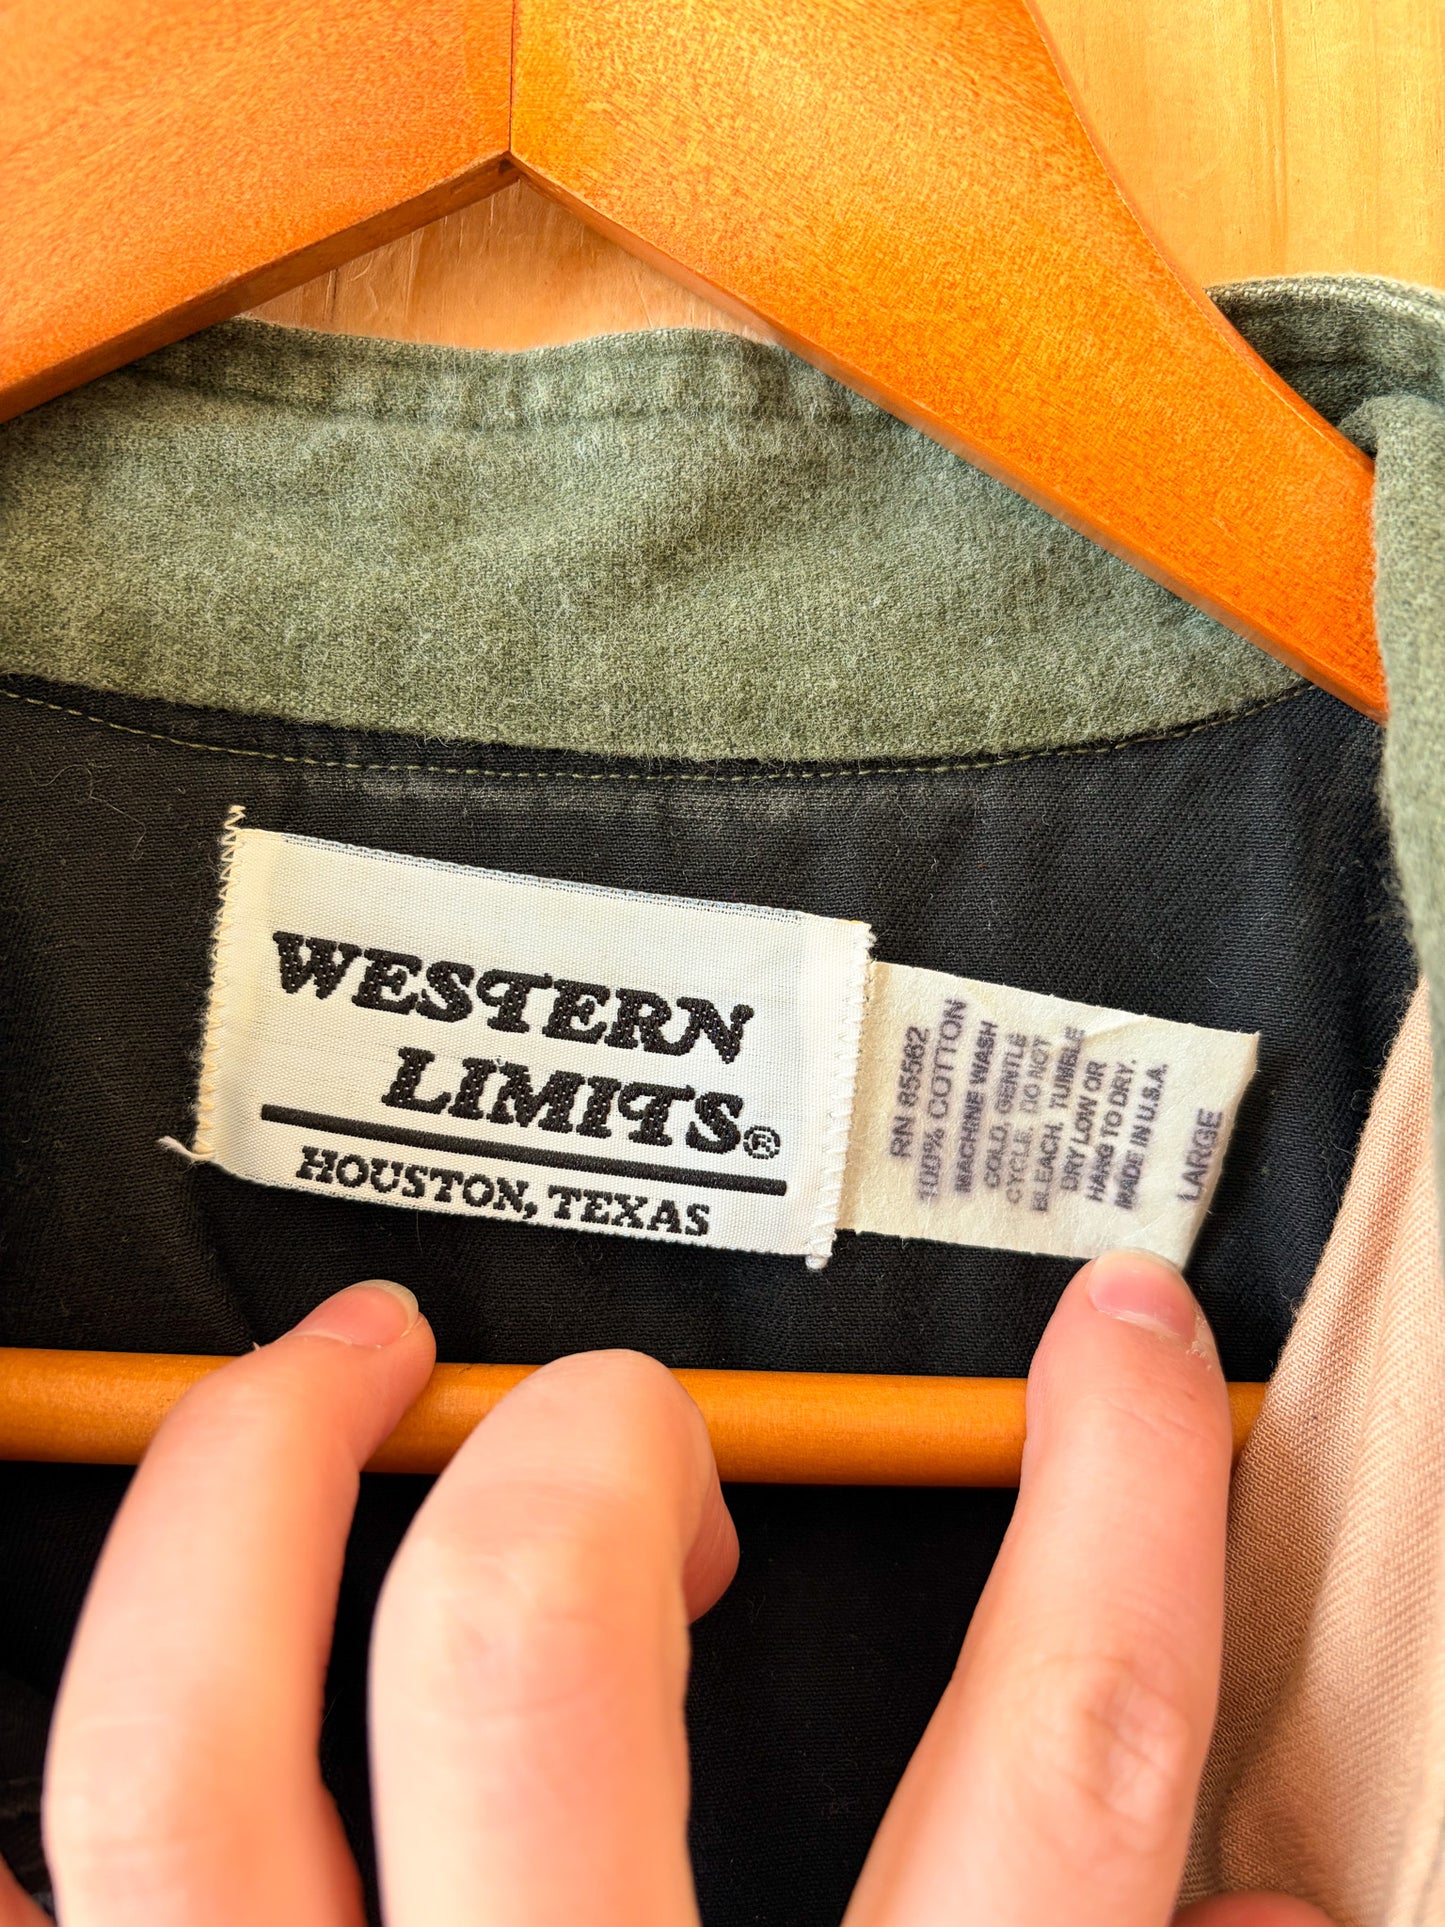 WESTERN
LIMITS®
HOUSTON, TEXAS
RN 85562
100% COTTON
MACHINE WASH
COLD, GENTLE
CYCLE. DO NOT
BLEACH, TUMBLE
DRY LOW OR
HANG TO DRY.
MADE IN U.S.A.
LARGE